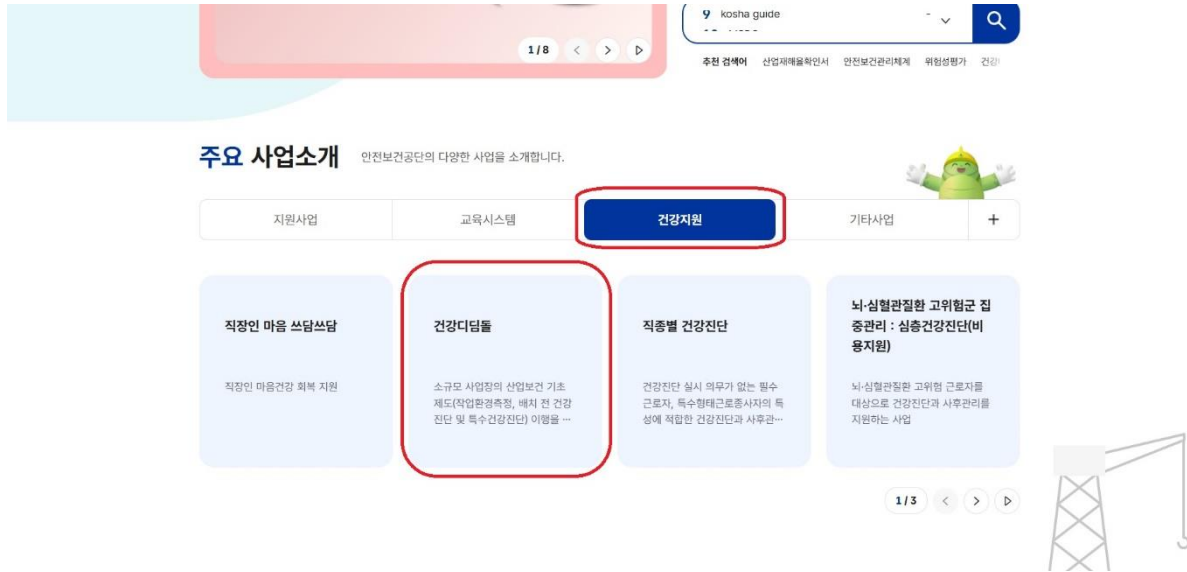 9 kosha guide -
1/8
추천 검색어 산업재해율확인서 안전보건관리체계 위험성평가
주요 사업소개 안전보건공단의 다양한 사업을 소개합니다.
지원사업 교육시스템 건강지원 기타사업 +
직장인 마음 쓰담쓰담
직장인 마음건강 회복 지원
건강디딤돌
소규모 사업장의 산업보건 기초
제도(작업환경측정, 배치 전 건강
진단 및 특수건강진단) 이행을 …
직종별 건강진단
건강진단 실시 의무가 없는 필수
근로자, 특수형태근로종사자의 특
성에 적합한 건강진단과 사후관…
뇌·심혈관질환 고위험군 집
중관리 : 심층건강진단(비
용지원)
뇌·심혈관질환 고위험 근로자를
대상으로 건강진단과 사후관리를
지원하는 사업
1/3